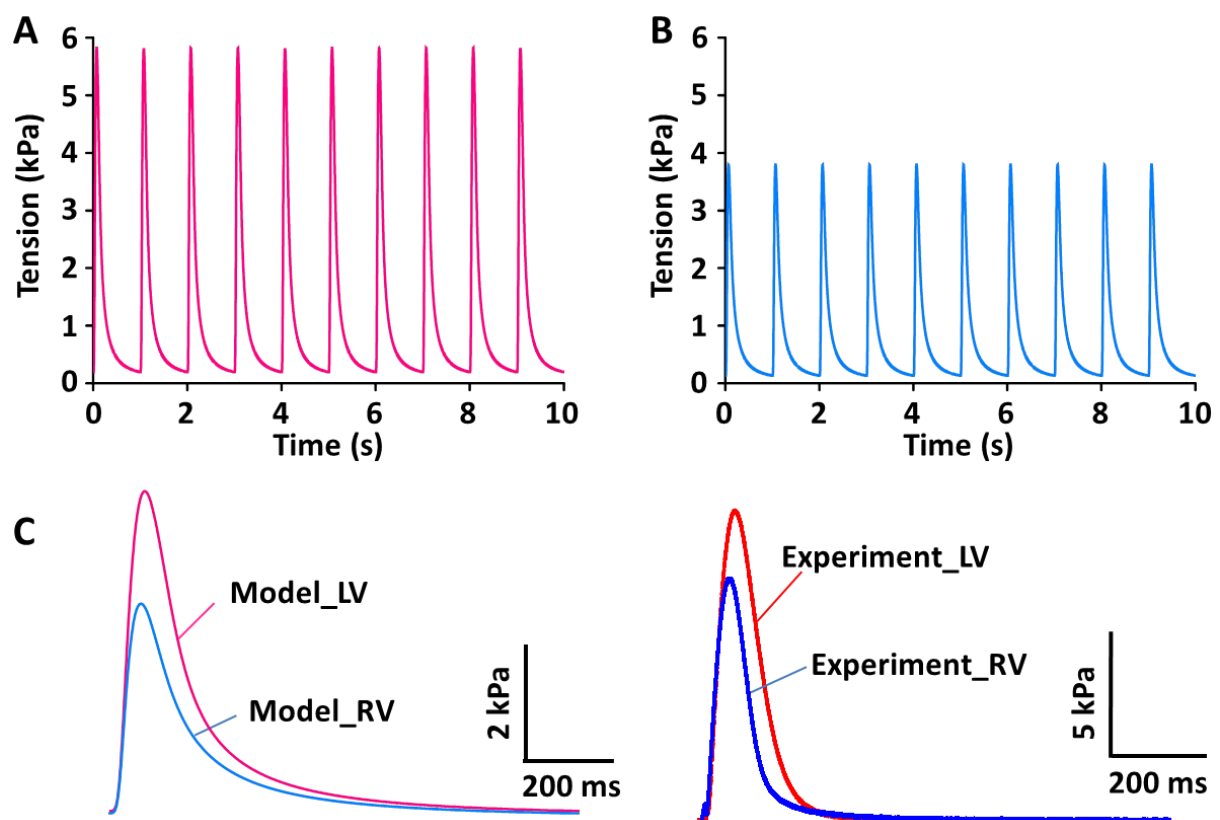 A
Tension (kPa)
6
5
4
3
2
1
0
0 2 4 6 8 10
Time (s)
B
Tension (kPa)
6
5
4
3
2
1
0
0 2 4 6 8 10
Time (s)
C
Model_LV
Model_RV
2 kPa
200 ms
Experiment_LV
Experiment_RV
5 kPa
200 ms